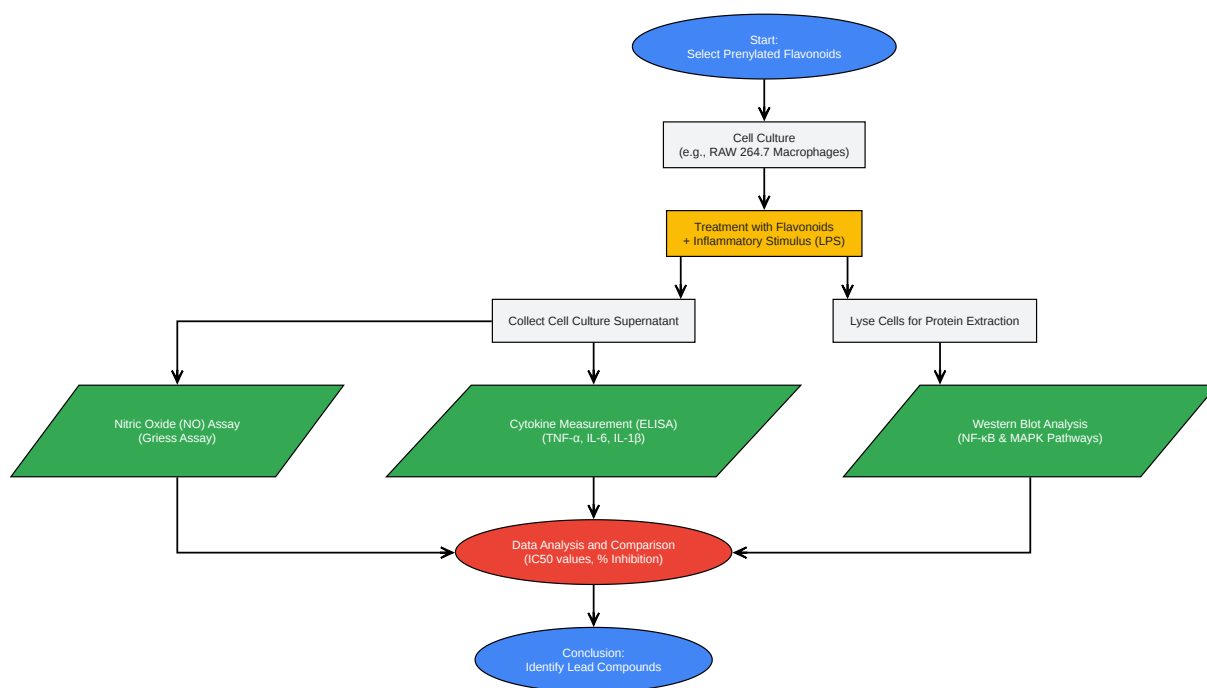 Start:
Select Prenylated Flavonoids
Cell Culture
(e.g., RAW 264.7 Macrophages)
Treatment with Flavonoids
+ Inflammatory Stimulus (LPS)
Collect Cell Culture Supernatant
Lyse Cells for Protein Extraction
Nitric Oxide (NO) Assay
(Griess Assay)
Cytokine Measurement (ELISA)
(TNF-α, IL-6, IL-1β)
Western Blot Analysis
(NF-κB & MAPK Pathways)
Data Analysis and Comparison
(IC50 values, % Inhibition)
Conclusion:
Identify Lead Compounds